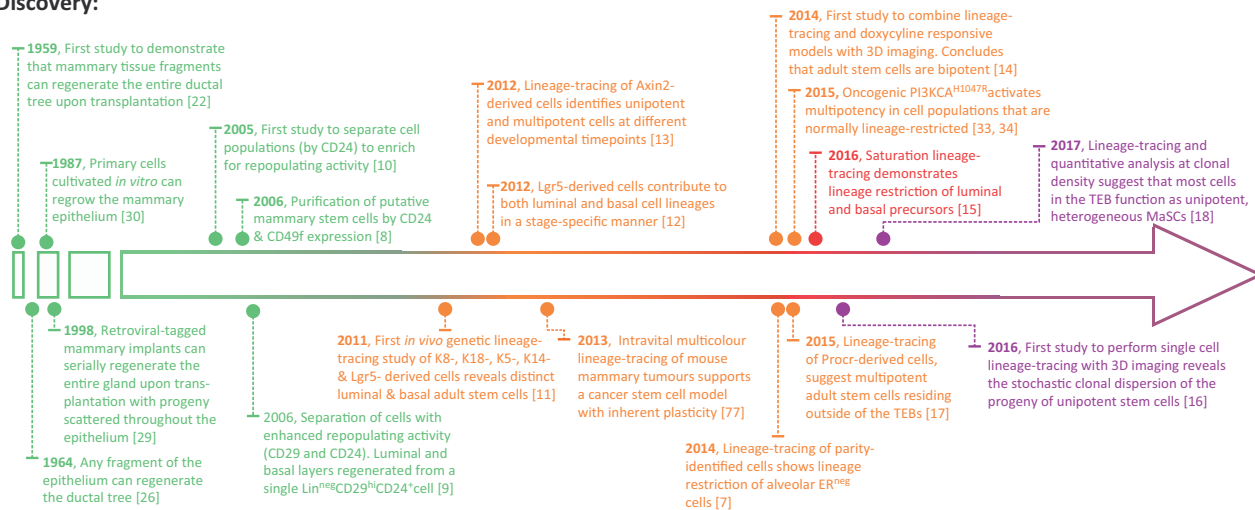 Discovery:
1959, First study to demonstrate
that mammary tissue fragments
can regenerate the entire ductal
tree upon transplantation [22]
1987, Primary cells
cultivated in vitro can
regrow the mammary
epithelium [30]
2005, First study to separate cell
populations (by CD24) to enrich
for repopulating activity
[10]
2006, Purification of putative
mammary stem cells by CD24
& CD49f expression [8]
2012, Lineage-tracing of Axin2-
derived cells identifies unipotent
and multipotent cells at different
developmental timepoints [13]
2012, Lgr5-derived cells contribute to
both luminal and basal cell lineages
in a stage-specific manner [12]
2014, First study to combine lineage-
tracing and doxycyline responsive
models with 3D imaging. Concludes
that adult stem cells are bipotent [14]
2015, Oncogenic PI3KCAH1047R activates
multipotency in cell populations that are
normally lineage-restricted [33, 34]
2016, Saturation lineage-
tracing demonstrates
lineage restriction of luminal
and basal precursors [15]
2017, Lineage-tracing and
quantitative analysis at clonal
density suggest that most cells
in the TEB function as unipotent,
heterogeneous MaSCs [18]
1998, Retroviral-tagged
mammary implants can
serially regenerate the
entire gland upon trans-
plantation with progeny
scattered throughout the
epithelium [29]
1964, Any fragment of the
epithelium can regenerate
the ductal tree [26]
2006, Separation of cells with
enhanced repopulating activity
(CD29 and CD24). Luminal and
basal layers regenerated from a
single LinnegCD29hiCD24+cell [9]
2011, First in vivo genetic lineage-
tracing study of K8-, K18-, K5-, K14-
& Lgr5- derived cells reveals distinct
luminal & basal adult stem cells [11]
2013, Intravital multicolour
lineage-tracing of mouse
mammary tumours supports
a cancer stem cell model
with inherent plasticity [77]
2014, Lineage-tracing of parity-
identified cells shows lineage
restriction of alveolar ERneg
cells [7]
2015, Lineage-tracing
of Procr-derived cells,
suggest multipotent
adult stem cells residing
outside of the TEBs [17]
2016, First study to perform single cell
lineage-tracing with 3D imaging reveals
the stochastic clonal dispersion of the
progeny of unipotent stem cells [16]